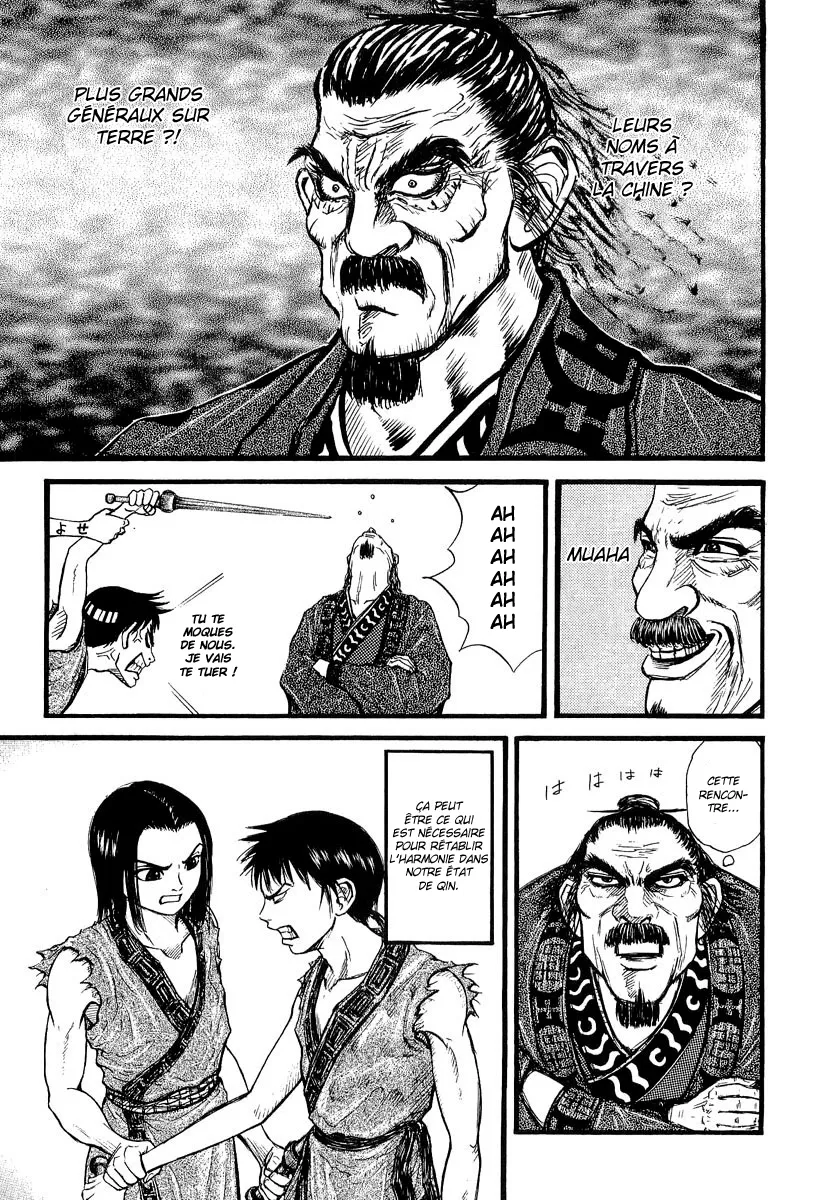 LEURS
NOMS À
TRAVERS
LA CHINE ?
PLUS GRANDS
GÉNÉRAUX SUR
TERRE ?!
MUAHA
AH
AH
AH
AH
AH
AH
よせ
TU TE
MOQUES
DE NOUS.
JE VAIS
TE TUER !
CETTE
RENCON-
TRE...
はははは
ÇA PEUT
ÊTRE CE QUI
EST NÉCESSAIRE
POUR RÉTABLIR
L'HARMONIE DANS
NOTRE ÉTAT
DE QIN.